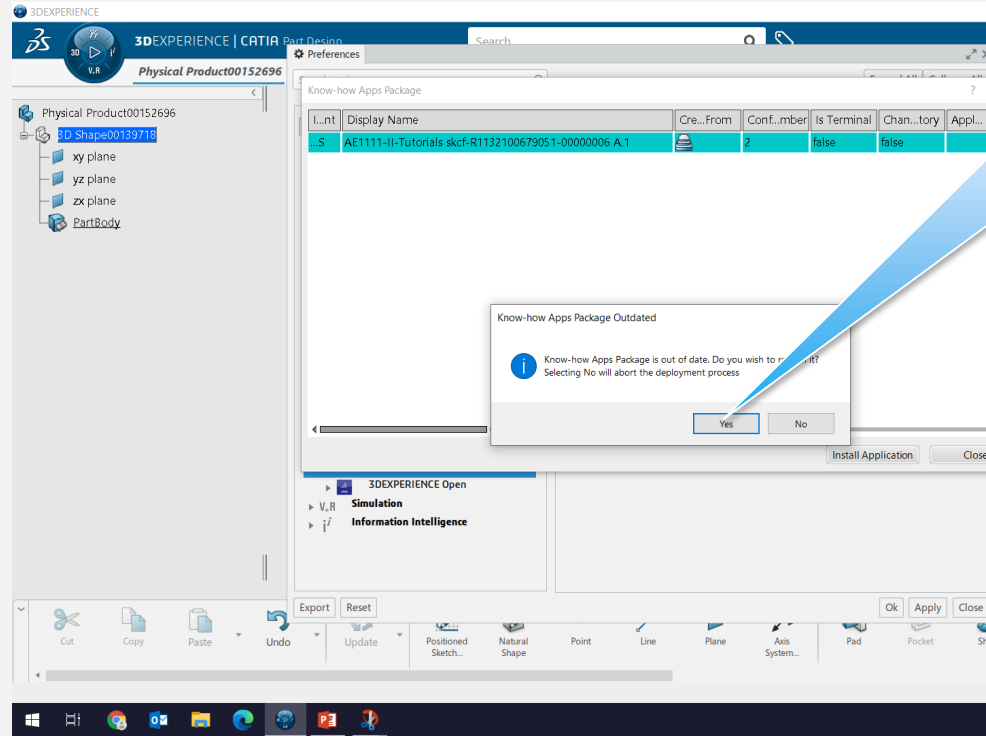 3DEXPERIENCE
3DEXPERIENCE | CATIA Part Design
Search
3D
V.R
Physical Product00152696
Preferences
Know-how Apps Package
?
Physical Product00152696
3D Shape00139718
xy plane
yz plane
zx plane
PartBody
I...nt Display Name Cre...From Conf...mber Is Terminal Chan...tory Appl...
...S AE1111-II-Tutorials skcf-R1132100679051-00000006 A.1 2 false false
Know-how Apps Package Outdated
Know-how Apps Package is out of date. Do you wish to it?
Selecting No will abort the deployment process
Yes No
Install Application Close
3DEXPERIENCE Open
V.R Simulation
Information Intelligence
Export Reset Ok Apply Close
Cut Copy Paste Undo Update Positioned Sketch... Natural Shape Point Line Plane Axis System... Pad Pocket